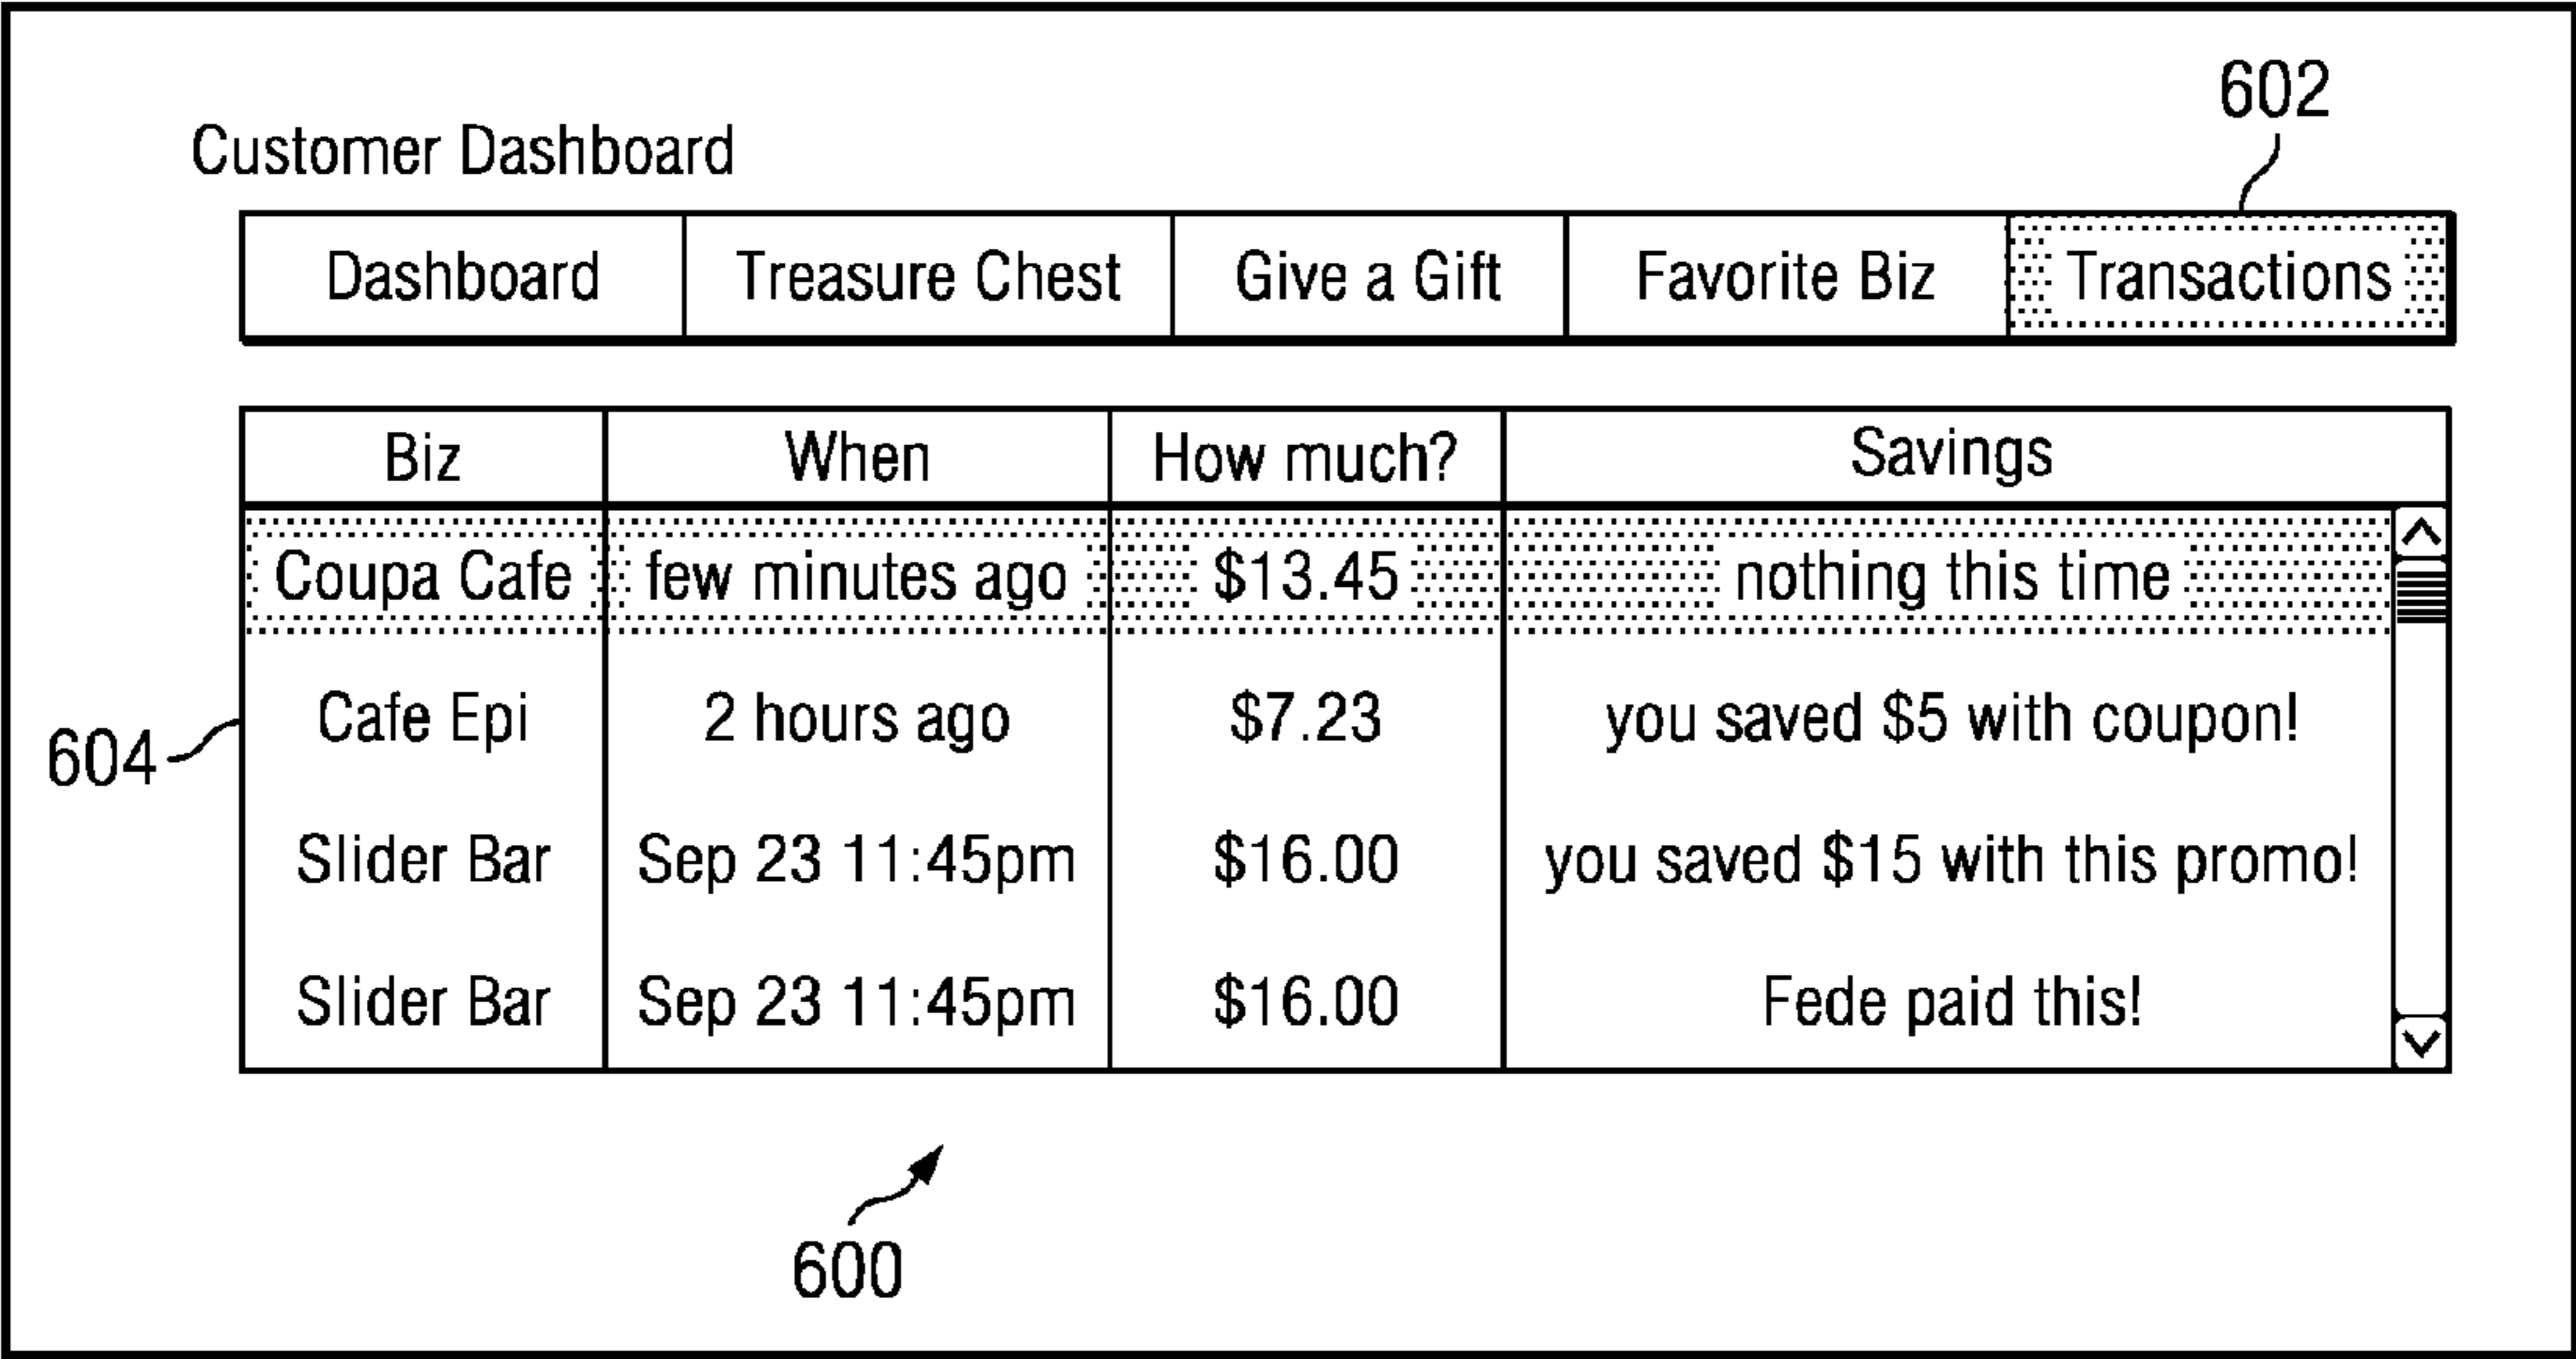 602
Customer Dashboard
Dashboard Treasure Chest Give a Gift Favorite Biz Transactions
Biz When How much? Savings
Coupa Cafe few minutes ago $13.45 nothing this time
Cafe Epi 2 hours ago $7.23 you saved $5 with coupon!
604
Slider Bar Sep 23 11:45pm $16.00 you saved $15 with this promo!
Slider Bar Sep 23 11:45pm $16.00 Fede paid this!
600